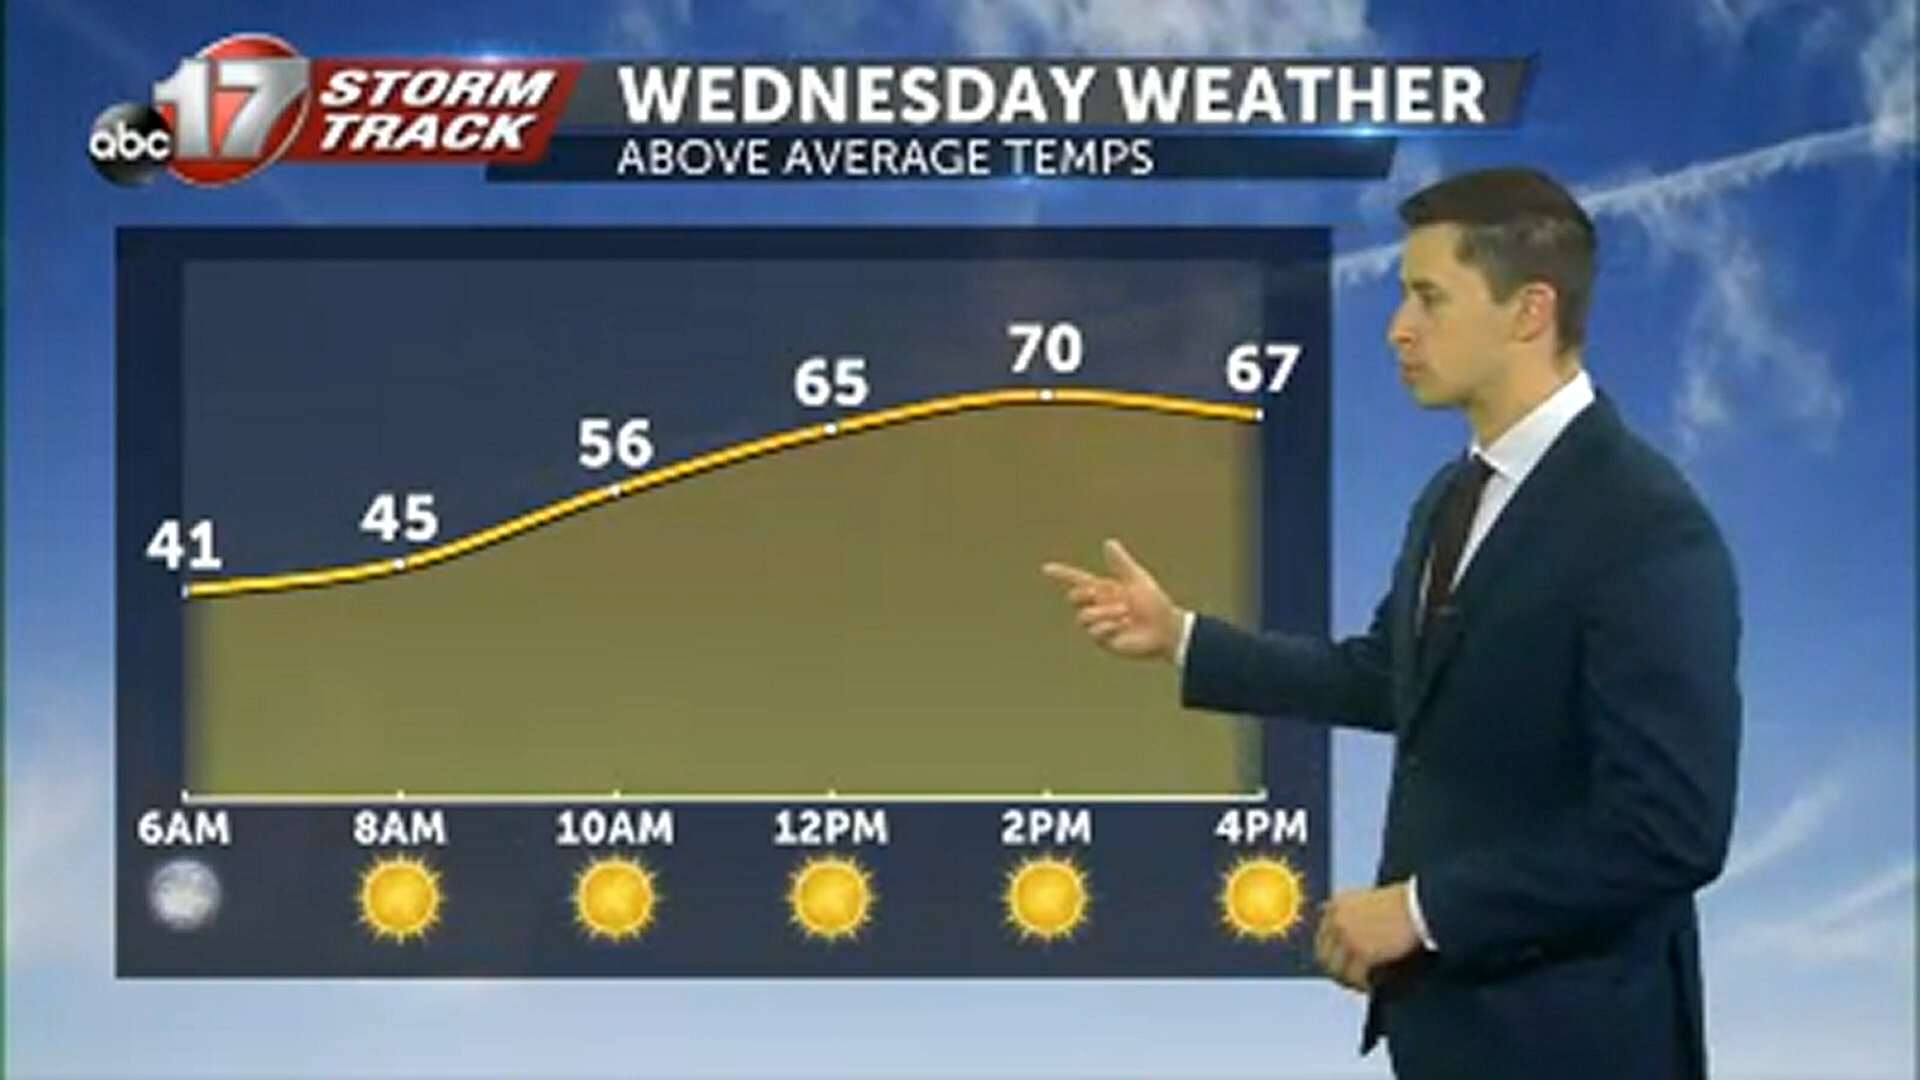 abc 17 STORM TRACK
WEDNESDAY WEATHER
ABOVE AVERAGE TEMPS
41
45
56
65
70
67
6AM
8AM
10AM
12PM
2PM
4PM